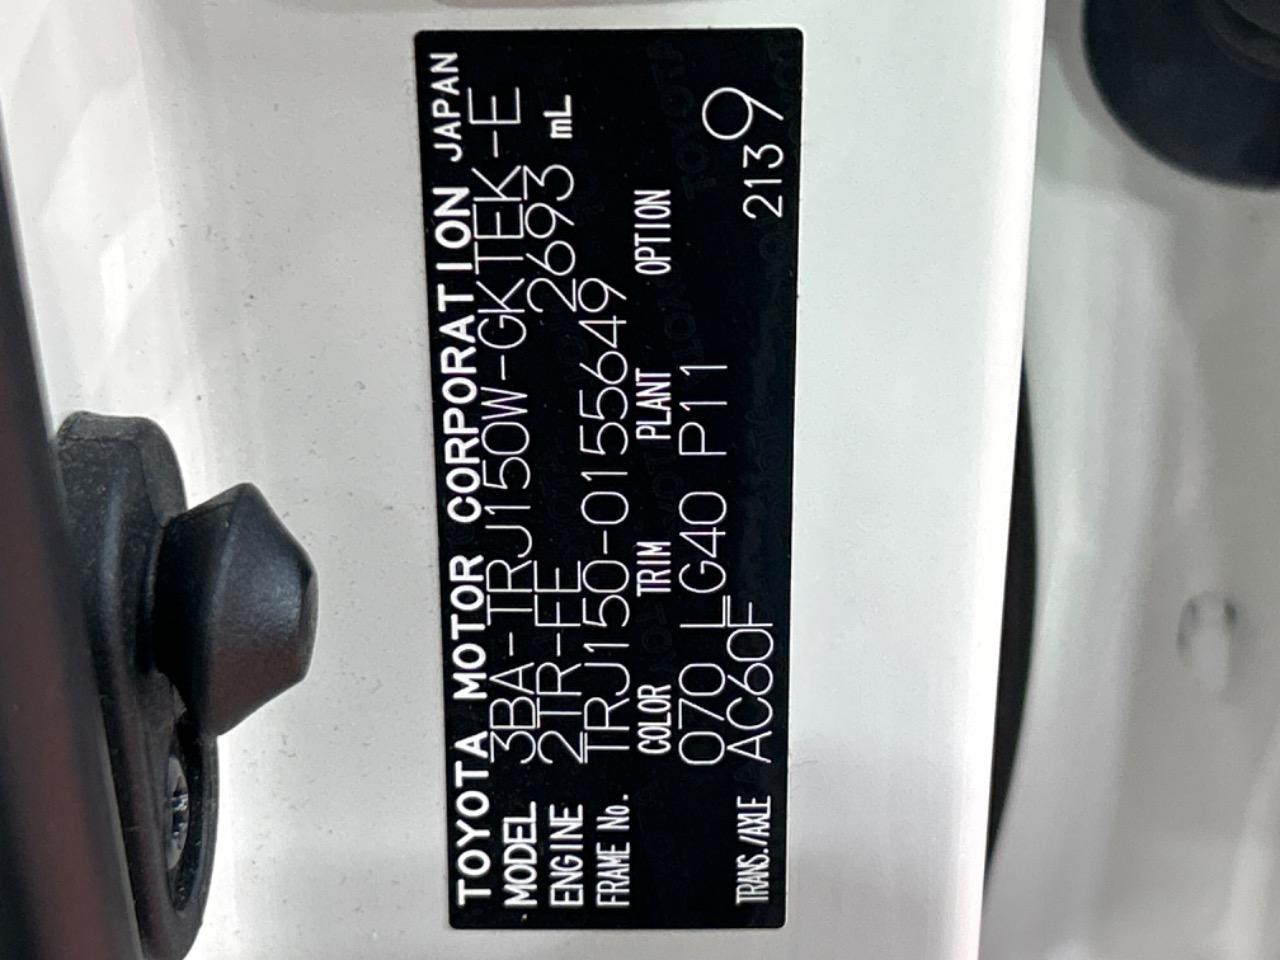 TOYOTA MOTOR CORPORATION JAPAN
MODEL 3BA-TRJ150W-GKTEK-E
ENGINE 2TR-FE 2693 mL
FRAME No. TRJ150-0155649
COLOR TRIM PLANT OPTION
070 LG40 P11
TRANS./AXLE AC60F 2139